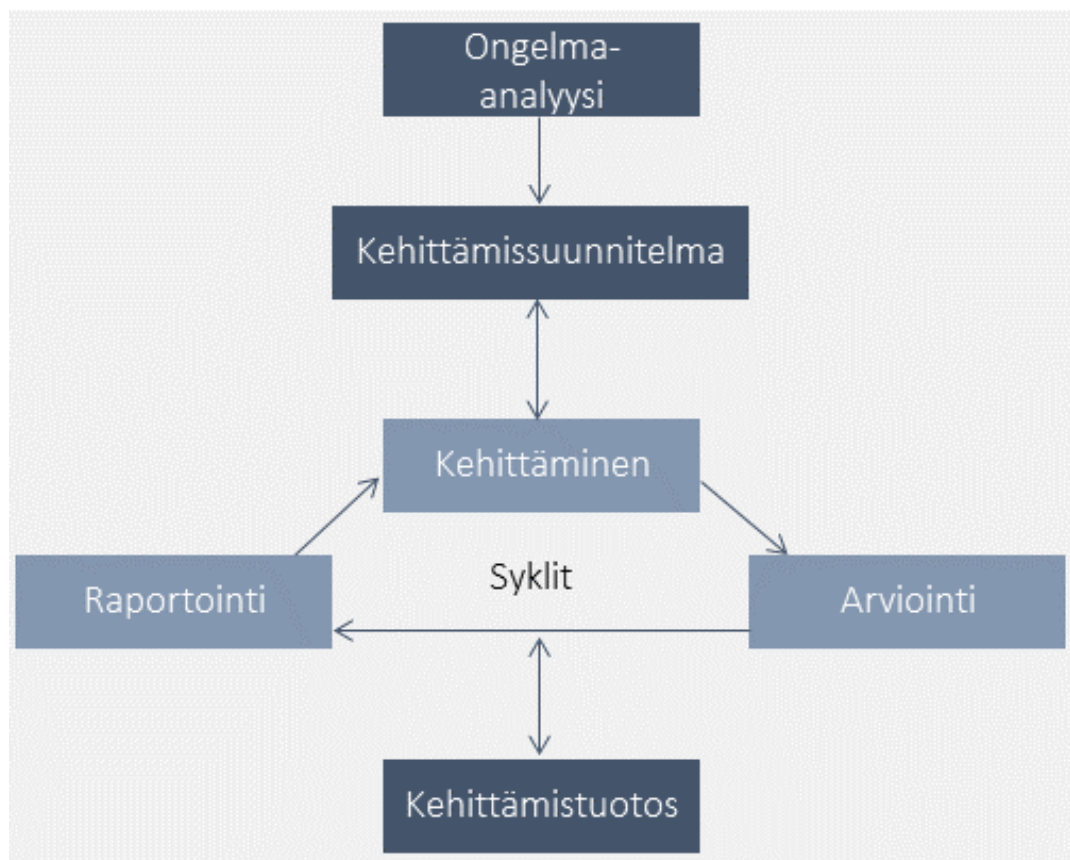 Ongelma-
analyysi
Kehittämissuunnitelma
Kehittäminen
Syklit
Raportointi
Arviointi
Kehittämistuotos